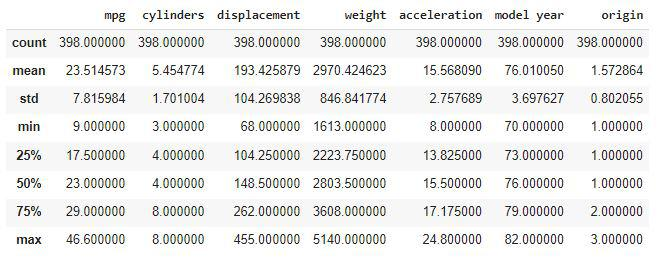 mpg cylinders displacement weight acceleration model year origin
count 398.000000 398.000000 398.000000 398.000000 398.000000 398.000000 398.000000
mean 23.514573 5.454774 193.425879 2970.424623 15.568090 76.010050 1.572864
std 7.815984 1.701004 104.269838 846.841774 2.757689 3.697627 0.802055
min 9.000000 3.000000 68.000000 1613.000000 8.000000 70.000000 1.000000
25% 17.500000 4.000000 104.250000 2223.750000 13.825000 73.000000 1.000000
50% 23.000000 4.000000 148.500000 2803.500000 15.500000 76.000000 1.000000
75% 29.000000 8.000000 262.000000 3608.000000 17.175000 79.000000 2.000000
max 46.600000 8.000000 455.000000 5140.000000 24.800000 82.000000 3.000000